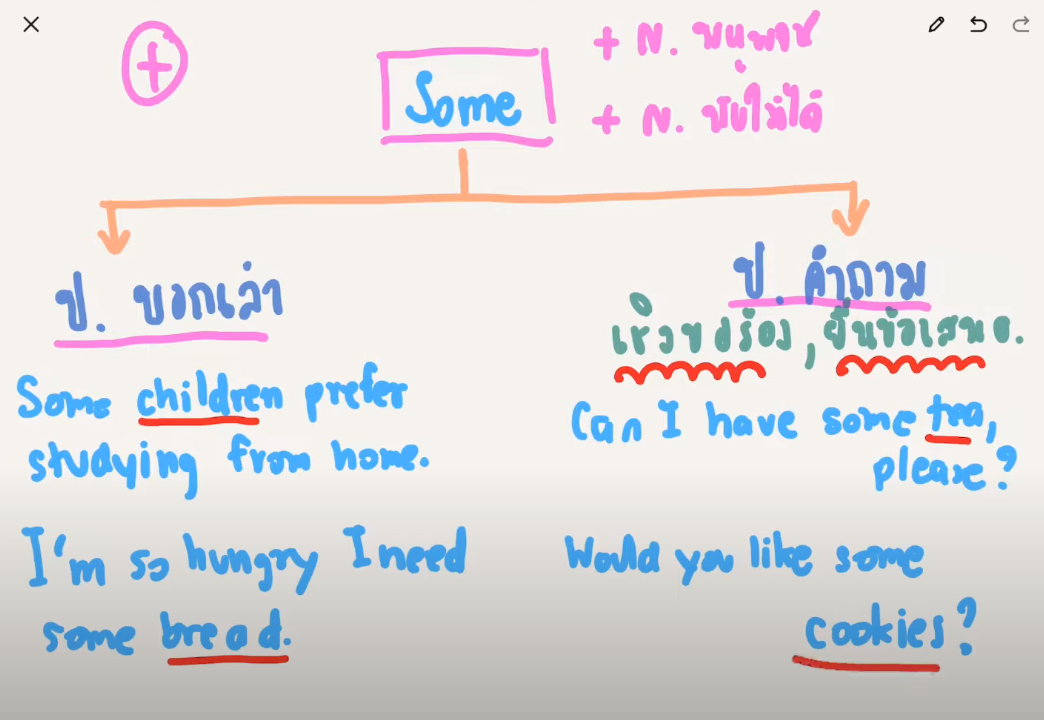 +
Some
+ N. พหูพจน์
+ N. นับไม่ได้
ป. บอกเล่า
Some children prefer
studying from home.
I'm so hungry I need
some bread.
ป. คำถาม
เชิงขอร้อง, ยื่นข้อเสนอ.
Can I have some tea,
please?
Would you like some
cookies?